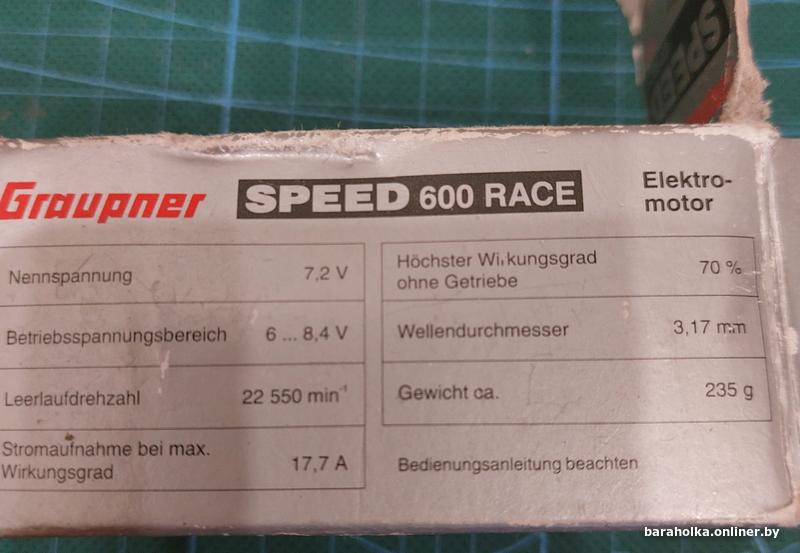 SPEED
Graupner SPEED 600 RACE Elektro-
motor
Nennspannung 7,2 V
Betriebsspannungsbereich 6 ... 8,4 V
Leerlaufdrehzahl 22 550 min⁻¹
Stromaufnahme bei max.
Wirkungsgrad 17,7 A
Höchster Wirkungsgrad
ohne Getriebe 70 %
Wellendurchmesser 3,17 mm
Gewicht ca. 235 g
Bedienungsanleitung beachten
baraholka.onliner.by